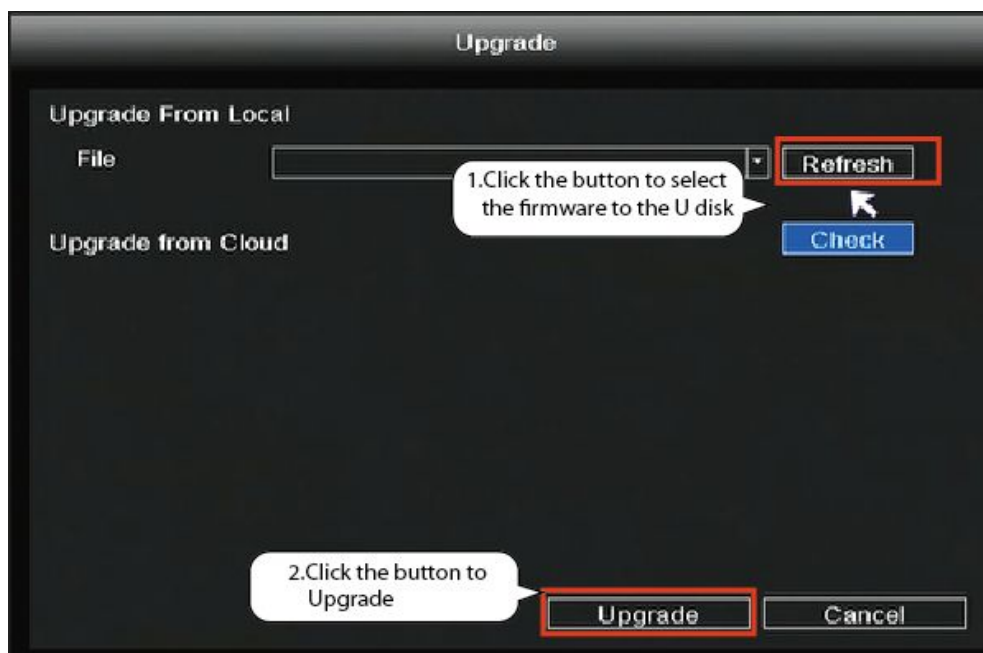 Upgrade
Upgrade From Local
File
Refresh
1.Click the button to select
the firmware to the U disk
Upgrade from Cloud
Check
2.Click the button to
Upgrade
Upgrade
Cancel